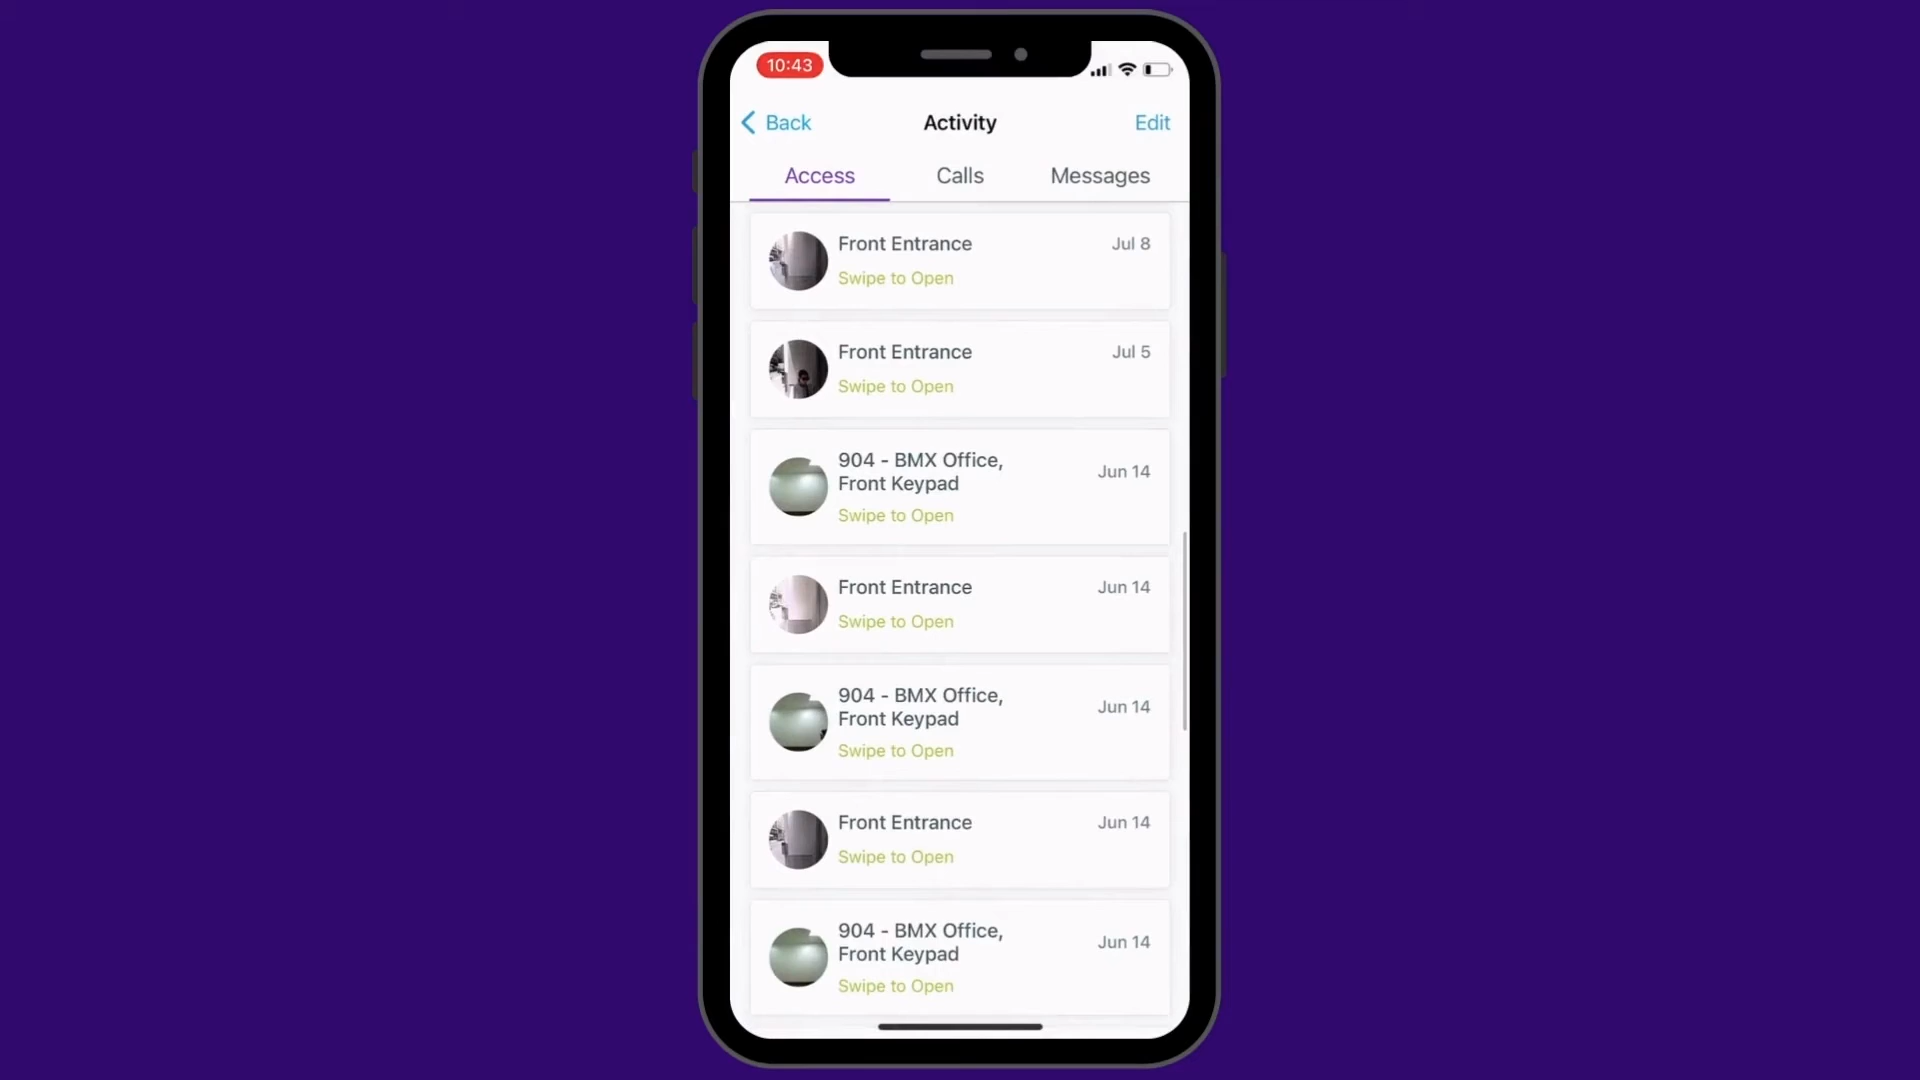 10:43
Back
Activity
Edit
Access
Calls
Messages
Front Entrance
Jul 8
Swipe to Open
Front Entrance
Jul 5
Swipe to Open
904 - BMX Office,
Front Keypad
Jun 14
Swipe to Open
Front Entrance
Jun 14
Swipe to Open
904 - BMX Office,
Front Keypad
Jun 14
Swipe to Open
Front Entrance
Jun 14
Swipe to Open
904 - BMX Office,
Front Keypad
Jun 14
Swipe to Open